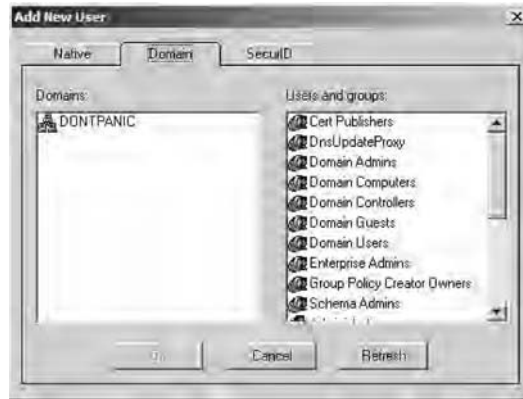 Add New User
Native Domain SecurID
Domains:
DONTPANIC
Users and groups:
Cert Publishers
DnsUpdateProxy
Domain Admins
Domain Computers
Domain Controllers
Domain Guests
Domain Users
Enterprise Admins
Group Policy Creator Owners
Schema Admins
Cancel Refresh